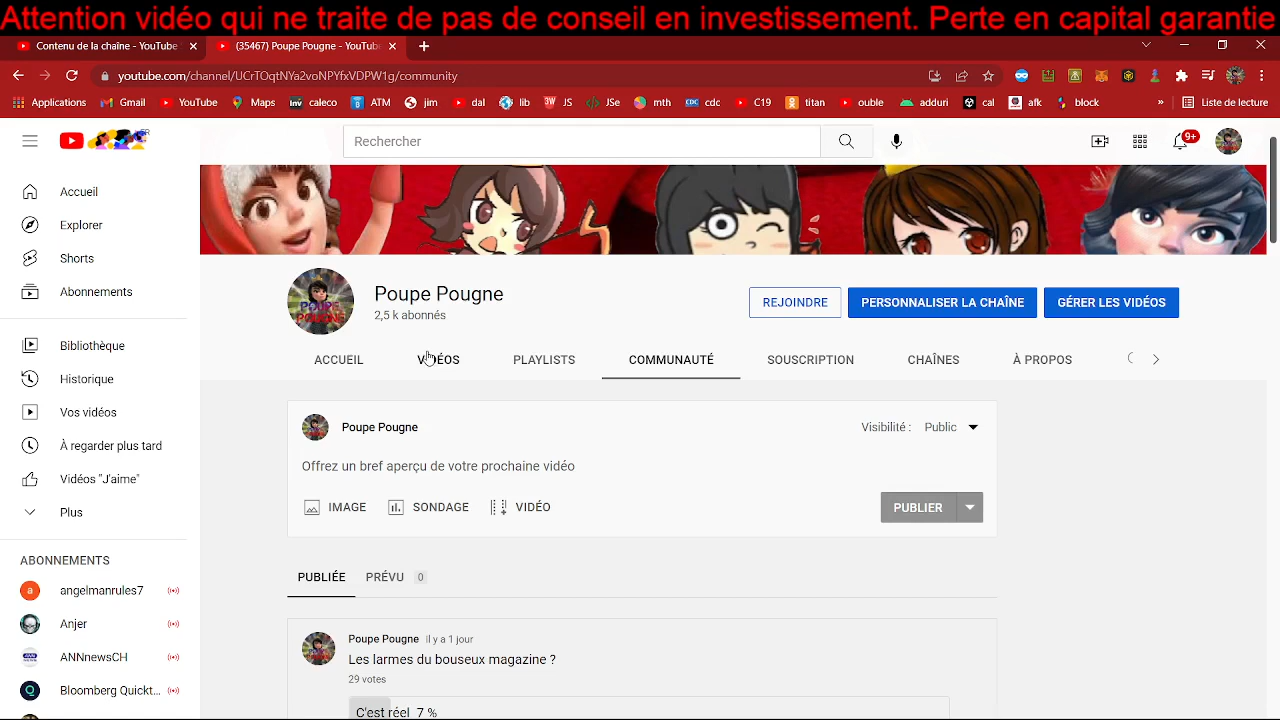 Attention vidéo qui ne traite de pas de conseil en investissement. Perte en capital garantie
Contenu de la chaîne - YouTube
(35467) Poupe Pougne - YouTub
youtube.com/channel/UCrTOqtNYa2voNPYfxVDPW1g/community
Applications Gmail YouTube Maps caleco ATM jim dal lib JS JSe mth cdc C19 titan ouble adduri cal afk block » Liste de lecture
FR
Rechercher
9+
Accueil
Explorer
Shorts
Abonnements
Bibliothèque
Historique
Vos vidéos
À regarder plus tard
Vidéos "J'aime"
Plus
ABONNEMENTS
angelmanrules7
Anjer
ANNnewsCH
Bloomberg Quickt...
POUPE POUGNE
Poupe Pougne
2,5 k abonnés
REJOINDRE
PERSONNALISER LA CHAÎNE
GÉRER LES VIDÉOS
ACCUEIL VIDÉOS PLAYLISTS COMMUNAUTÉ SOUSCRIPTION CHAÎNES À PROPOS
Poupe Pougne
Visibilité : Public
Offrez un bref aperçu de votre prochaine vidéo
IMAGE SONDAGE VIDÉO
PUBLIER
PUBLIÉE PRÉVU 0
Poupe Pougne Il y a 1 jour
Les larmes du bouseux magazine ?
29 votes
C'est réel 7 %